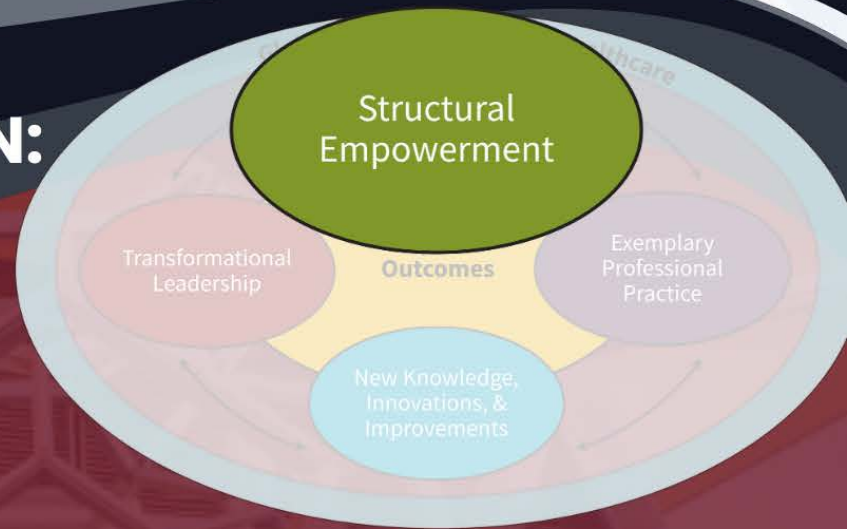 N:
Structural
Empowerment
Transformational
Leadership
Outcomes
Exemplary
Professional
Practice
New Knowledge,
Innovations, &
Improvements